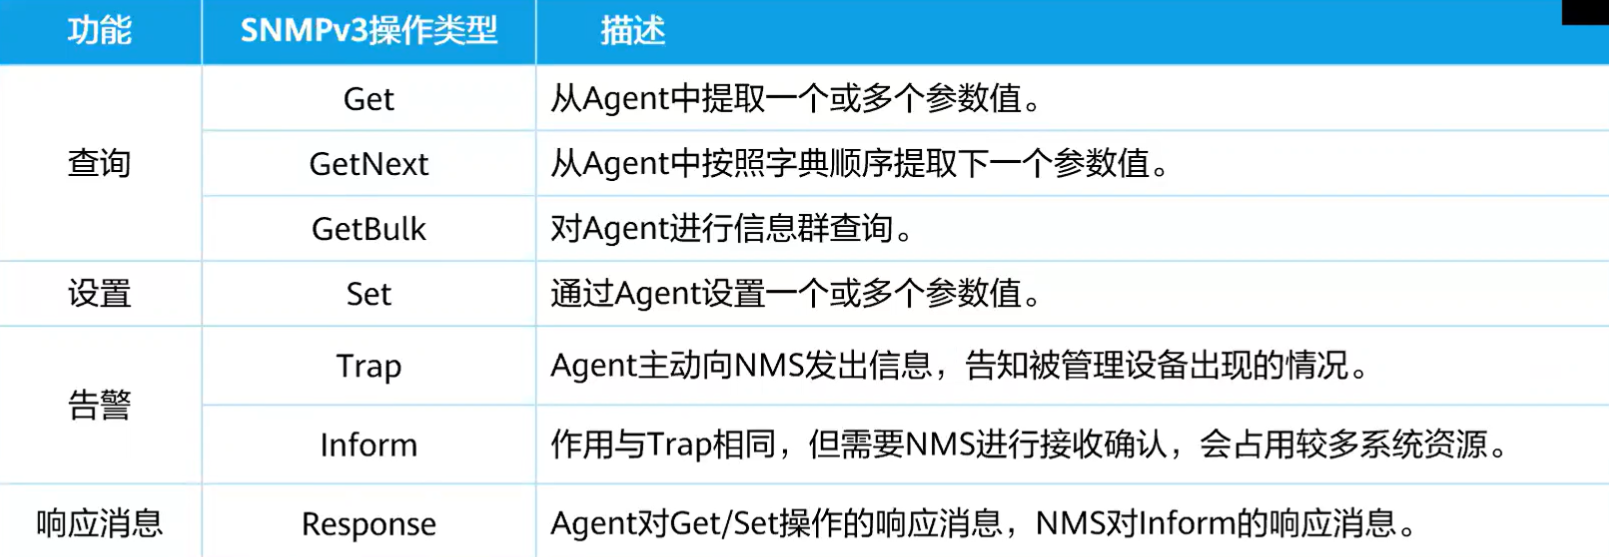 功能 SNMPv3操作类型 描述
Get 从Agent中提取一个或多个参数值。
查询 GetNext 从Agent中按照字典顺序提取下一个参数值。
GetBulk 对Agent进行信息群查询。
设置 Set 通过Agent设置一个或多个参数值。
Trap Agent主动向NMS发出信息，告知被管理设备出现的情况。
告警
Inform 作用与Trap相同，但需要NMS进行接收确认，会占用较多系统资源。
响应消息 Response Agent对Get/Set操作的响应消息，NMS对Inform的响应消息。